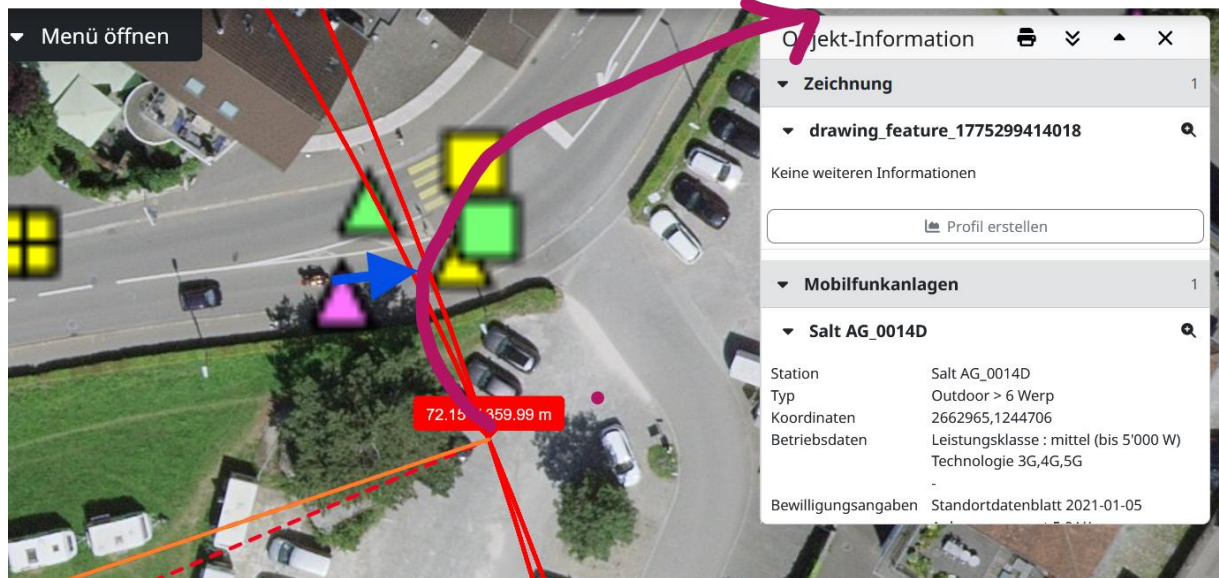 Menü öffnen
Objekt-Information
Zeichnung 1
drawing_feature_1775299414018
Keine weiteren Informationen
Profil erstellen
Mobilfunkanlagen 1
Salt AG_0014D
Station Salt AG_0014D
Typ Outdoor > 6 Werp
Koordinaten 2662965,1244706
Betriebsdaten Leistungsklasse : mittel (bis 5'000 W)
Technologie 3G,4G,5G
-
Bewilligungsangaben Standortdatenblatt 2021-01-05
72.15 359.99 m